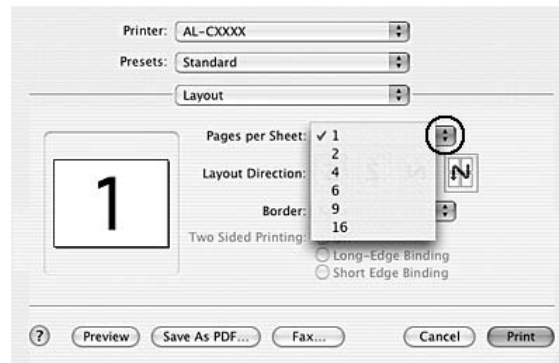 Printer: AL-CXXXX
Presets: Standard
Layout
Pages per Sheet: ✓ 1
2
Layout Direction: 4
6
Border: 9
16
Two Sided Printing:
Long-Edge Binding
Short Edge Binding
1
? Preview Save As PDF... Fax... Cancel Print